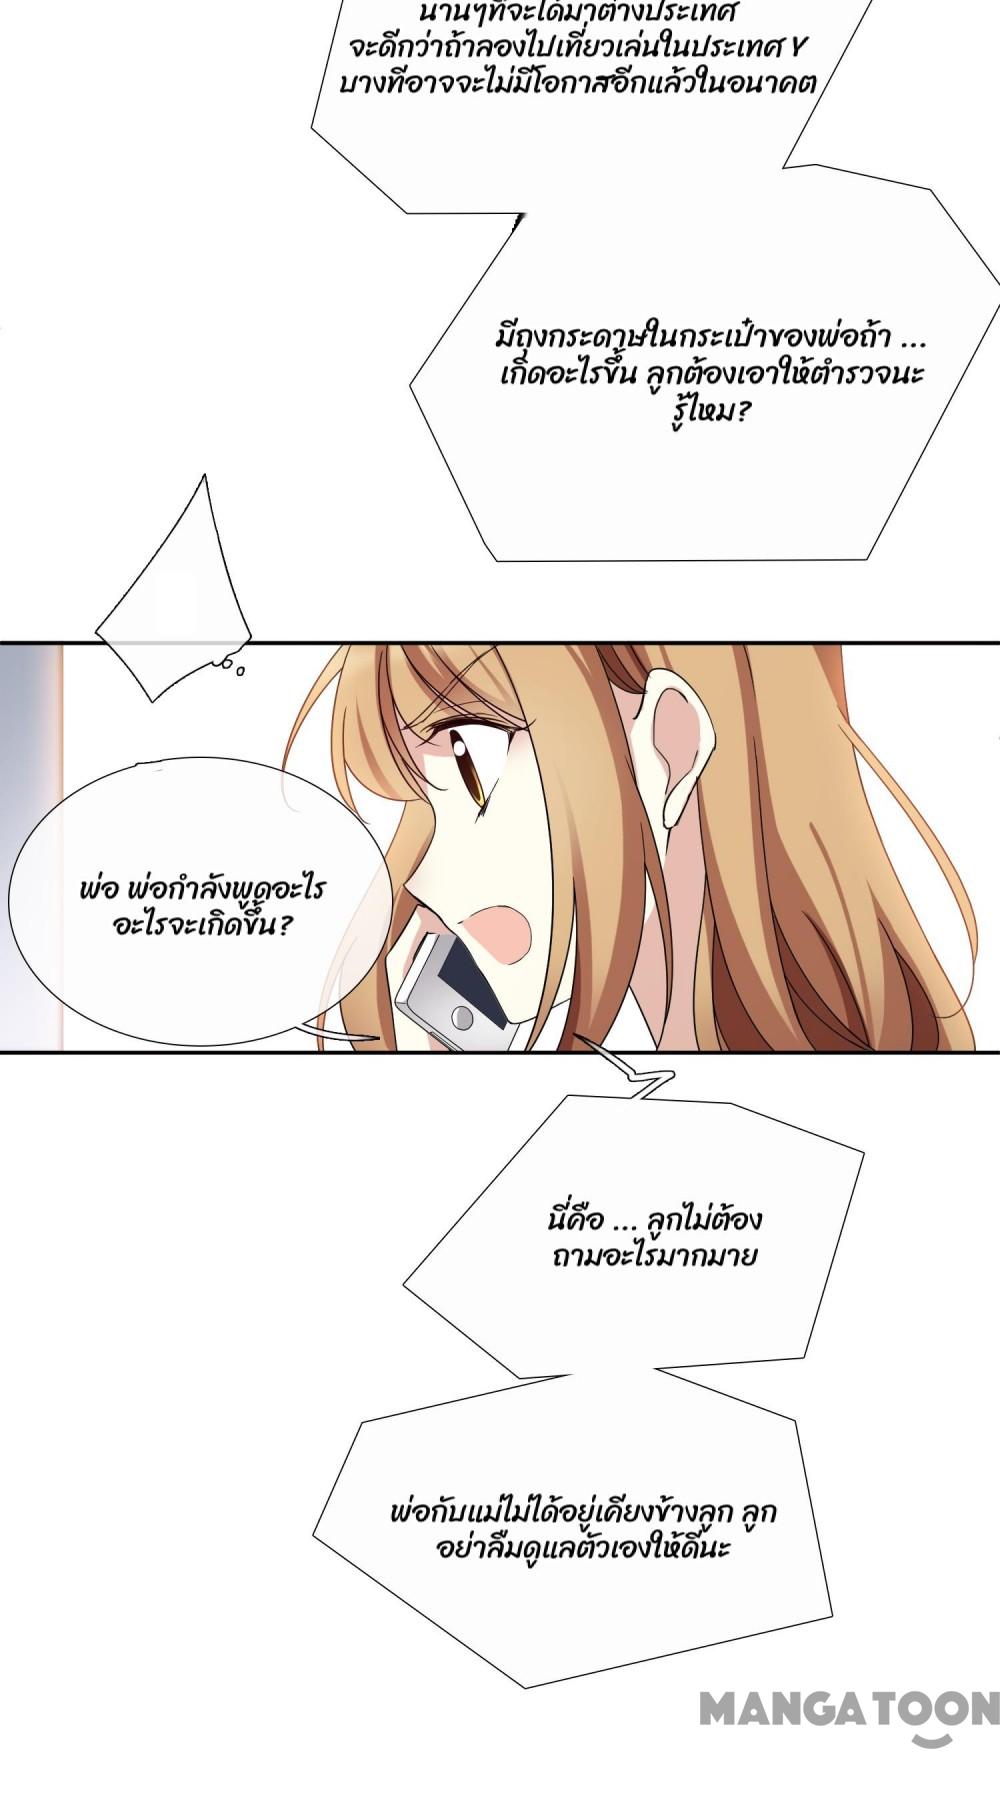 นานๆที่จะได้มาต่างประเทศ
จะดีกว่าถ้าลองไปเที่ยวเล่นในประเทศ Y
บางทีอาจจะไม่มีโอกาสอีกแล้วในอนาคต
มีถุงกระดาษในกระเป๋าของพ่อถ้า ...
เกิดอะไรขึ้น ลูกต้องเอาให้ตำรวจนะ
รู้ไหม?
พ่อ พ่อกำลังพูดอะไร
อะไรจะเกิดขึ้น?
นี่คือ ... ลูกไม่ต้อง
ถามอะไรมากมาย
พ่อกับแม่ไม่ได้อยู่เคียงข้างลูก ลูก
อย่าลืมดูแลตัวเองให้ดีนะ
MANGATOON